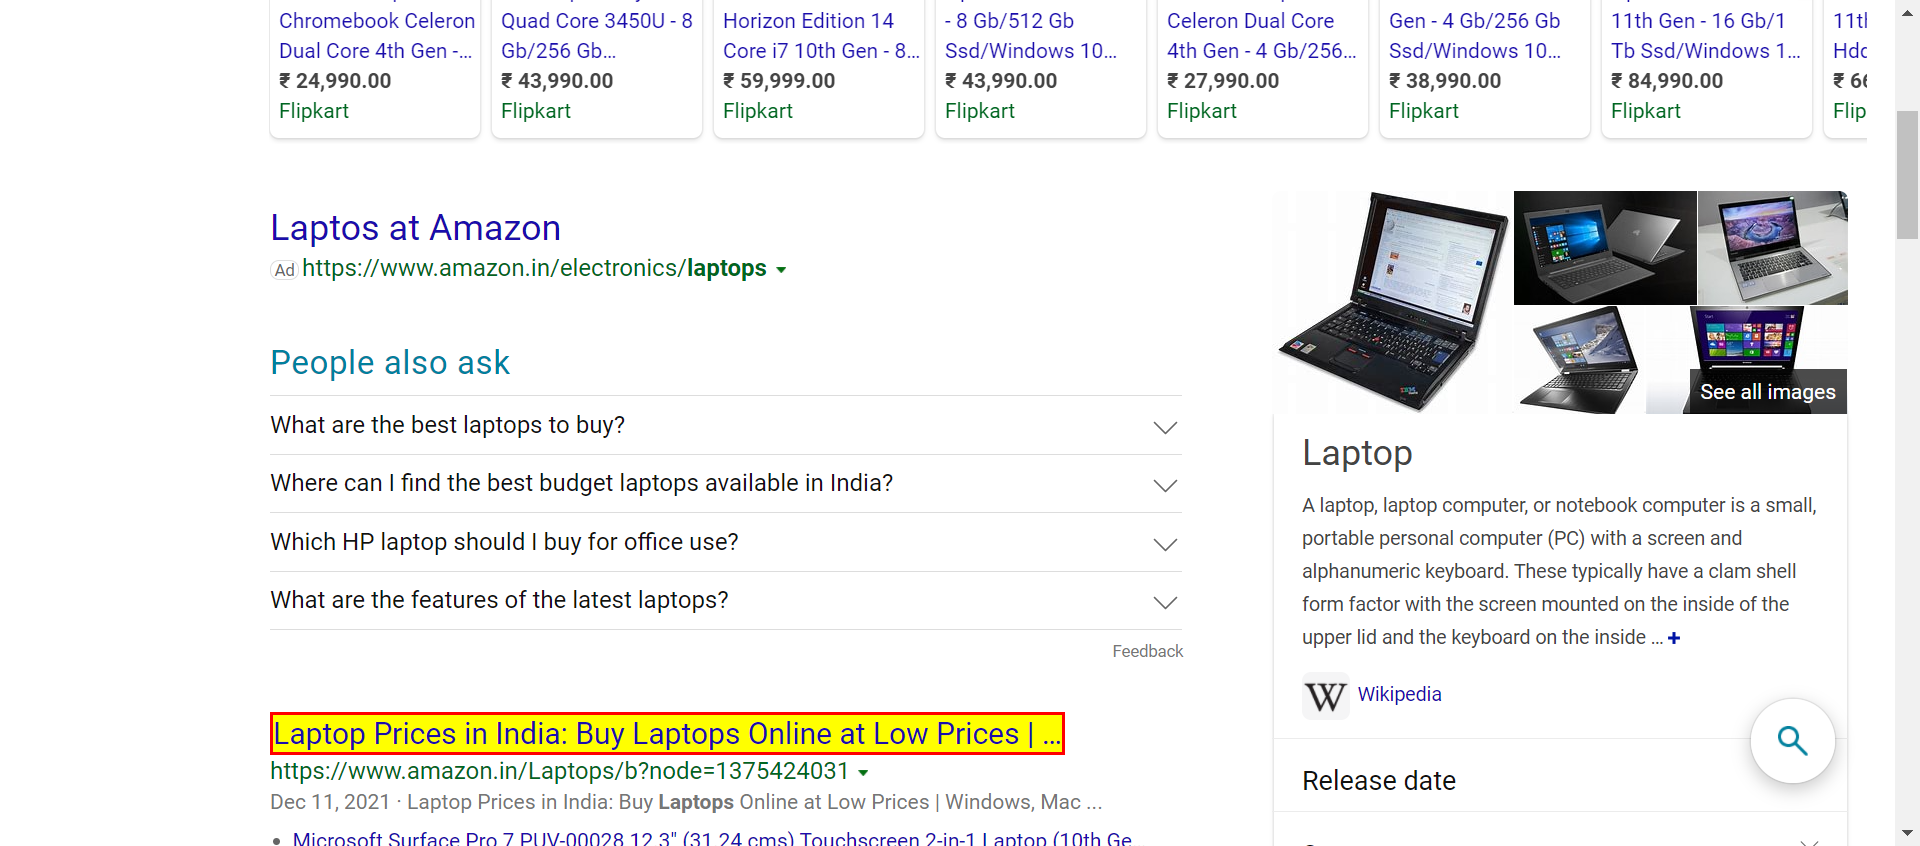 Chromebook Celeron
Dual Core 4th Gen -...
₹ 24,990.00
Flipkart
Quad Core 3450U - 8
Gb/256 Gb...
₹ 43,990.00
Flipkart
Horizon Edition 14
Core i7 10th Gen - 8...
₹ 59,999.00
Flipkart
- 8 Gb/512 Gb
Ssd/Windows 10...
₹ 43,990.00
Flipkart
Celeron Dual Core
4th Gen - 4 Gb/256...
₹ 27,990.00
Flipkart
Gen - 4 Gb/256 Gb
Ssd/Windows 10...
₹ 38,990.00
Flipkart
11th Gen - 16 Gb/1
Tb Ssd/Windows 1...
₹ 84,990.00
Flipkart
Laptos at Amazon
Ad https://www.amazon.in/electronics/laptops
People also ask
What are the best laptops to buy?
Where can I find the best budget laptops available in India?
Which HP laptop should I buy for office use?
What are the features of the latest laptops?
Feedback
Laptop Prices in India: Buy Laptops Online at Low Prices | ...
https://www.amazon.in/Laptops/b?node=1375424031
Dec 11, 2021 · Laptop Prices in India: Buy Laptops Online at Low Prices | Windows, Mac ...
• Microsoft Surface Pro 7 PUV-00028 12.3" (31.24 cms) Touchscreen 2-in-1 Laptop (10th Ge...
See all images
Laptop
A laptop, laptop computer, or notebook computer is a small,
portable personal computer (PC) with a screen and
alphanumeric keyboard. These typically have a clam shell
form factor with the screen mounted on the inside of the
upper lid and the keyboard on the inside ... +
W Wikipedia
Release date